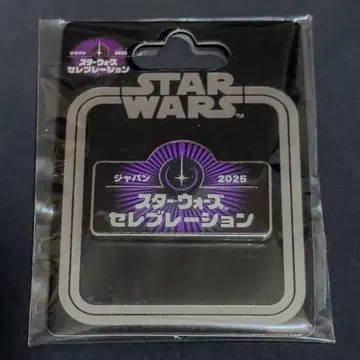 ジャパン 2025
スター・ウォーズ
セレブレーション
STAR
WARS
TM
ジャパン 2025
スター・ウォーズ
セレブレーション